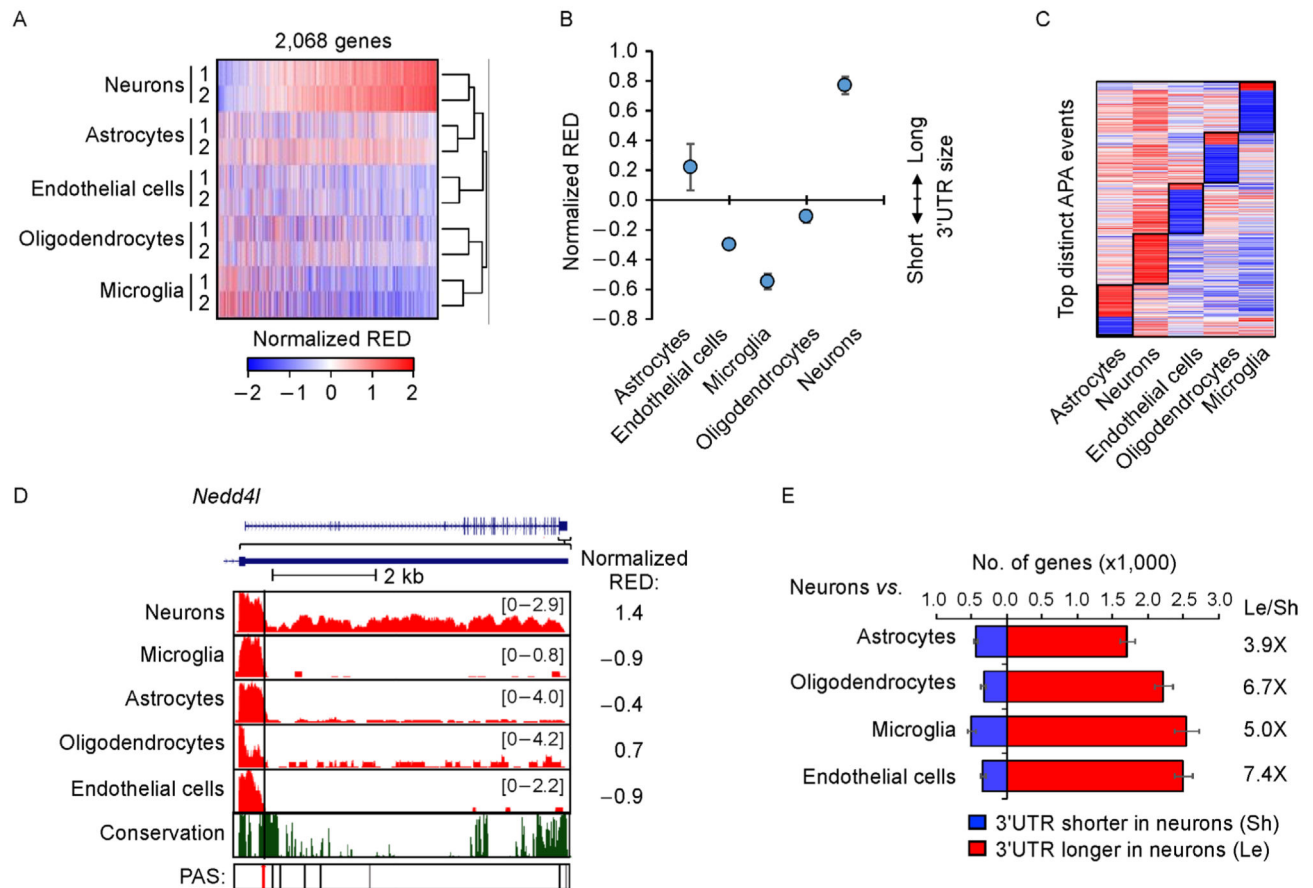 A
2,068 genes
Neurons 1
2
Astrocytes 1
2
Endothelial cells 1
2
Oligodendrocytes 1
2
Microglia 1
2
Normalized RED
−2 −1 0 1 2
B
1.0
0.8
0.6
0.4
0.2
0.0
−0.2
−0.4
−0.6
−0.8
Normalized RED
Short Long
3'UTR size
Astrocytes
Endothelial cells
Microglia
Oligodendrocytes
Neurons
C
Top distinct APA events
Astrocytes
Neurons
Endothelial cells
Oligodendrocytes
Microglia
D
Nedd4l
2 kb
Normalized
RED:
Neurons [0−2.9] 1.4
Microglia [0−0.8] −0.9
Astrocytes [0−4.0] −0.4
Oligodendrocytes [0−4.2] 0.7
Endothelial cells [0−2.2] −0.9
Conservation
PAS:
E
No. of genes (x1,000)
Neurons vs.
1.0 0.5 0.0 0.5 1.0 1.5 2.0 2.5 3.0 Le/Sh
Astrocytes 3.9X
Oligodendrocytes 6.7X
Microglia 5.0X
Endothelial cells 7.4X
3'UTR shorter in neurons (Sh)
3'UTR longer in neurons (Le)